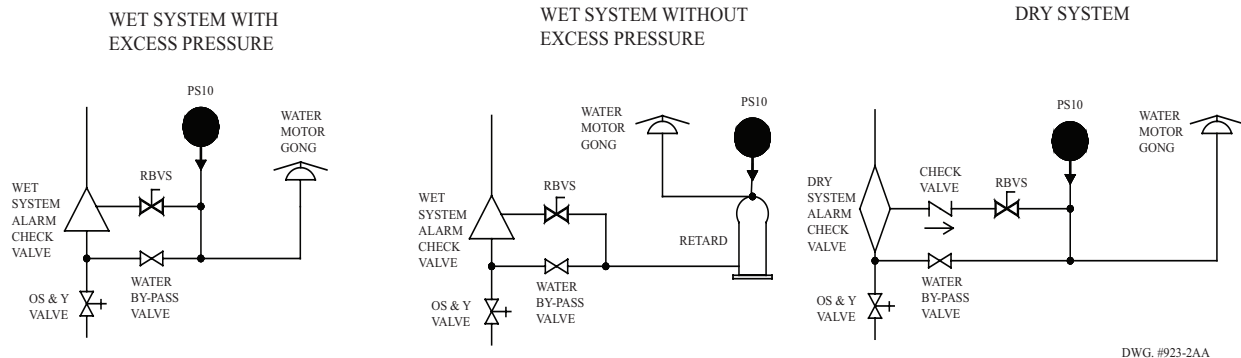 WET SYSTEM WITH
EXCESS PRESSURE
PS10
WATER
MOTOR
GONG
RBVS
WET
SYSTEM
ALARM
CHECK
VALVE
WATER
BY-PASS
VALVE
OS & Y
VALVE
WET SYSTEM WITHOUT
EXCESS PRESSURE
WATER
MOTOR
GONG
PS10
RBVS
WET
SYSTEM
ALARM
CHECK
VALVE
RETARD
WATER
BY-PASS
VALVE
OS & Y
VALVE
DRY SYSTEM
PS10
WATER
MOTOR
GONG
CHECK
VALVE
RBVS
DRY
SYSTEM
ALARM
CHECK
VALVE
WATER
BY-PASS
VALVE
OS & Y
VALVE
DWG. #923-2AA